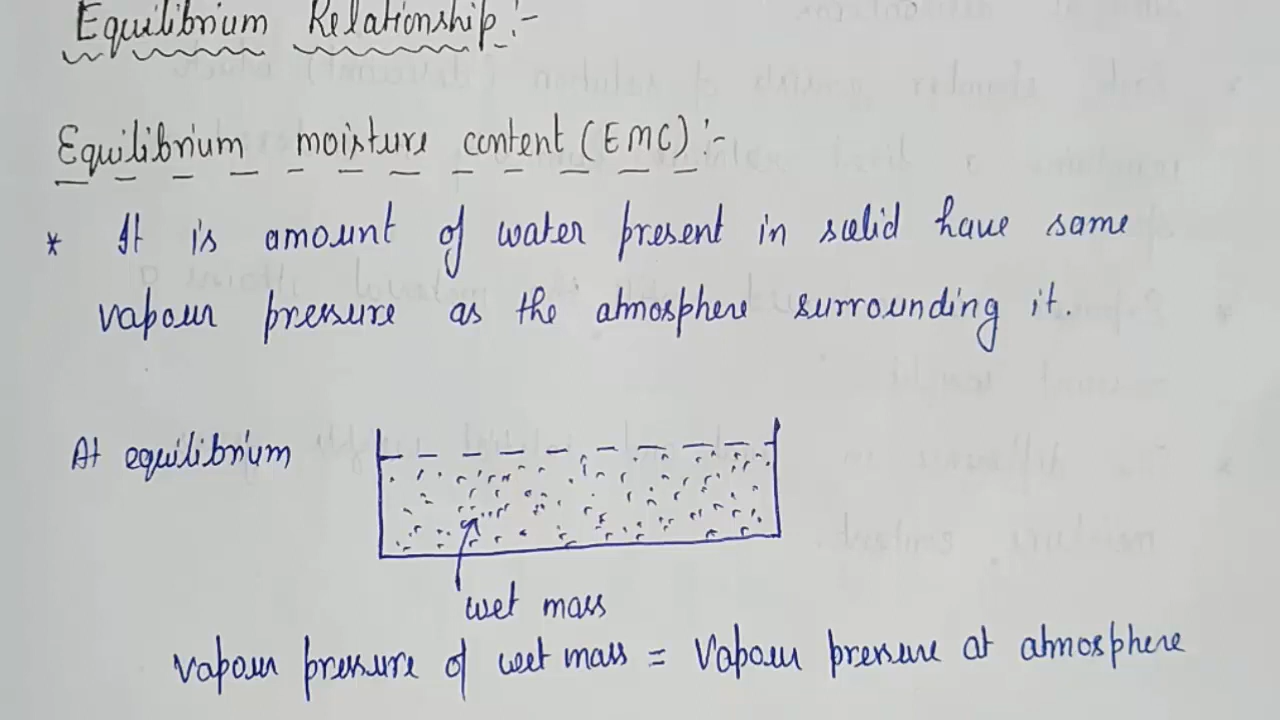 Equilibrium Relationship :-
Equilibrium moisture content (EMC) :-
* It is amount of water present in solid have same
vapour pressure as the atmosphere surrounding it.
At equilibrium
wet mass
Vapour pressure of wet mass = Vapour pressure at atmosphere